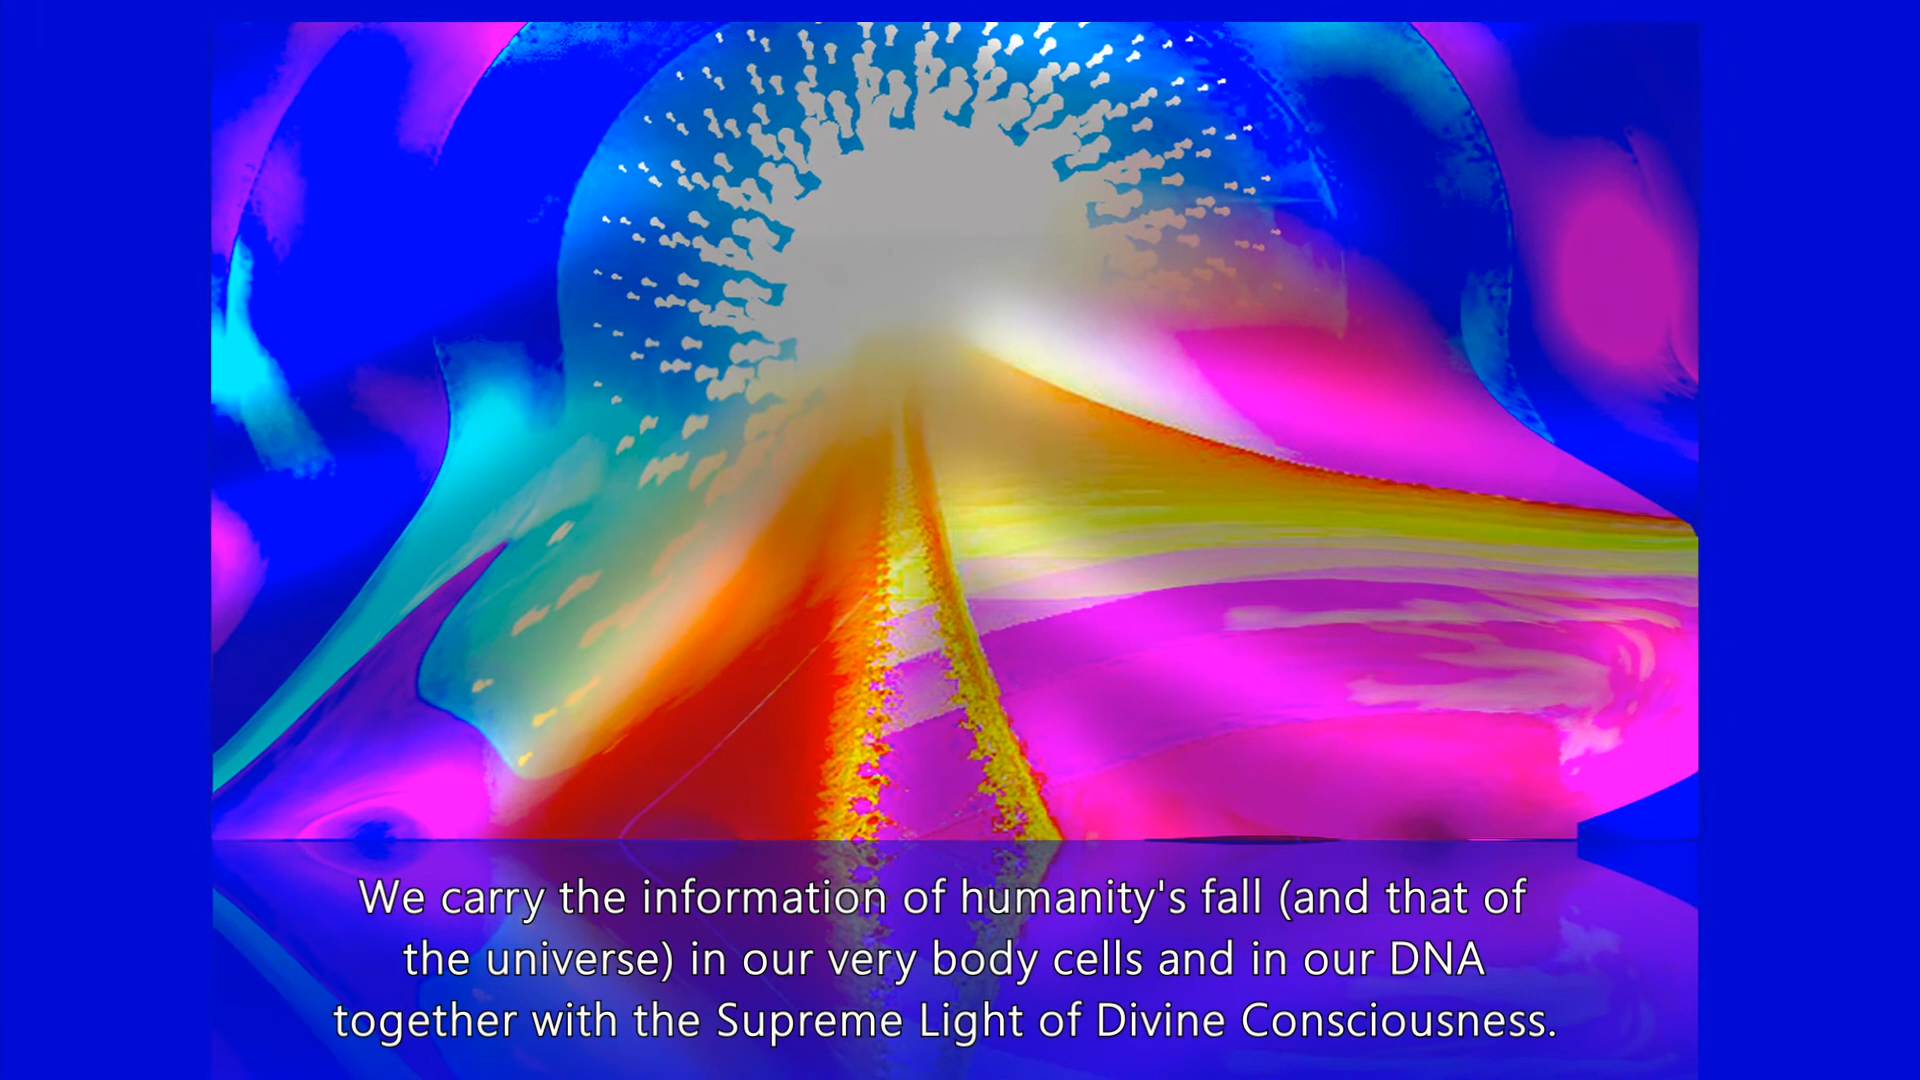 We carry the information of humanity's fall (and that of
the universe) in our very body cells and in our DNA
together with the Supreme Light of Divine Consciousness.